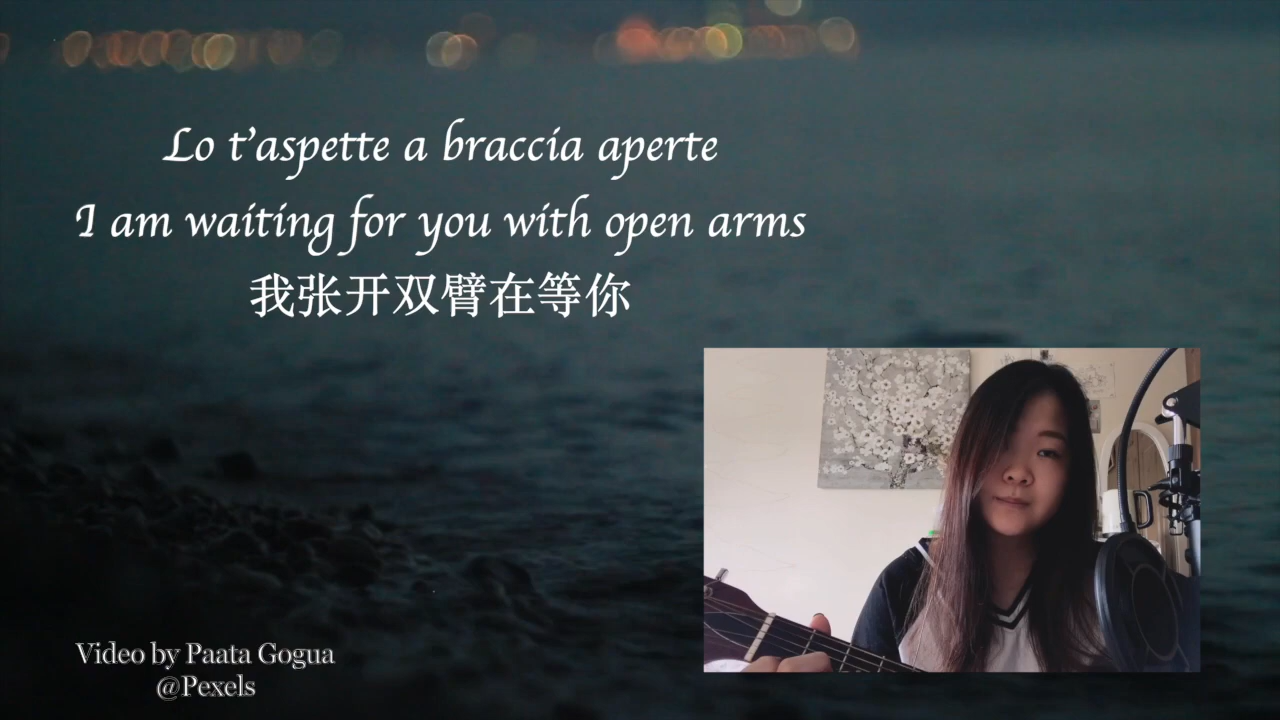 Lo t'aspette a braccia aperte
I am waiting for you with open arms
我张开双臂在等你
Video by Paata Gogua
@Pexels